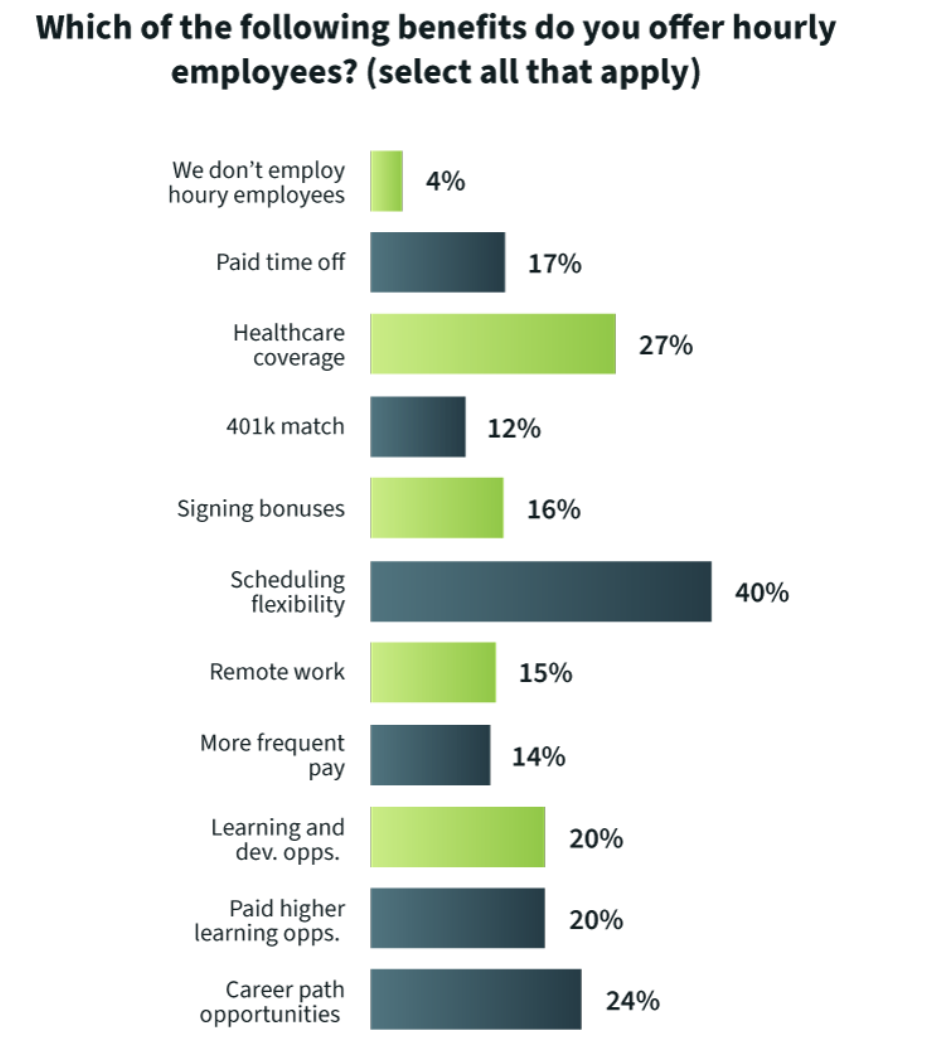 Which of the following benefits do you offer hourly
employees? (select all that apply)
We don’t employ
houry employees
4%
Paid time off
17%
Healthcare
coverage
27%
401k match
12%
Signing bonuses
16%
Scheduling
flexibility
40%
Remote work
15%
More frequent
pay
14%
Learning and
dev. opps.
20%
Paid higher
learning opps.
20%
Career path
opportunities
24%